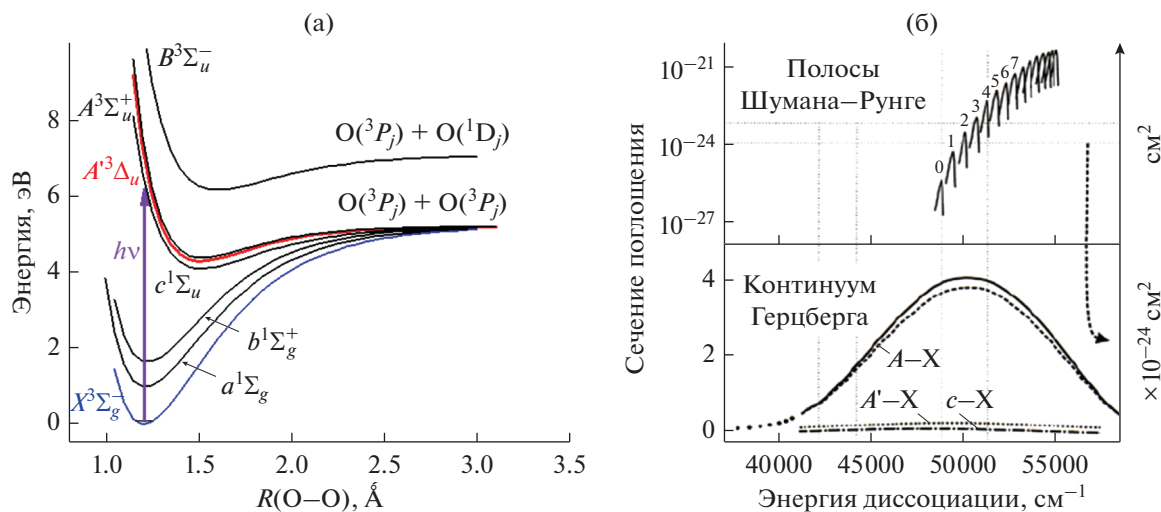 (а)
Энергия, эВ
8
6
4
2
0
1.0 1.5 2.0 2.5 3.0 3.5
R(O–O), Å
B³Σᵤ⁻
A³Σᵤ⁺
A'³Δᵤ
hν
c¹Σᵤ
b¹Σg⁺
a¹Σg
X³Σg⁻
O(³Pⱼ) + O(¹Dⱼ)
O(³Pⱼ) + O(³Pⱼ)
(б)
Сечение поглощения
10⁻²¹
10⁻²⁴
10⁻²⁷
Полосы
Шумана–Рунге
0 1 2 3 4 5 6 7
см²
4
2
0
Континуум
Герцберга
A–X
A'–X
c–X
×10⁻²⁴ см²
40000 45000 50000 55000
Энергия диссоциации, см⁻¹